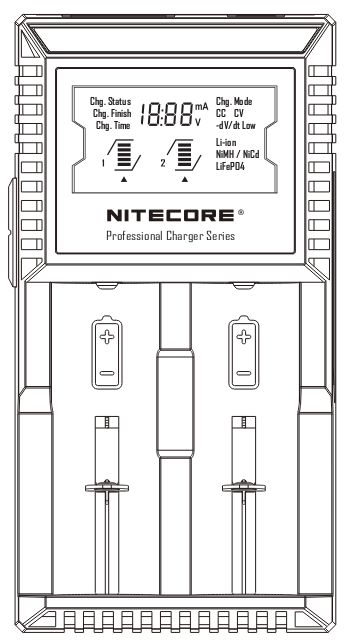 Chg. Status
Chg. Finish
Chg. Time
18:88 mA
V
Chg. Mode
CC CV
-dV/dt Low
Li-ion
NiMH / NiCd
LiFePO4
1
2
NITECORE®
Professional Charger Series
+
−
+
−